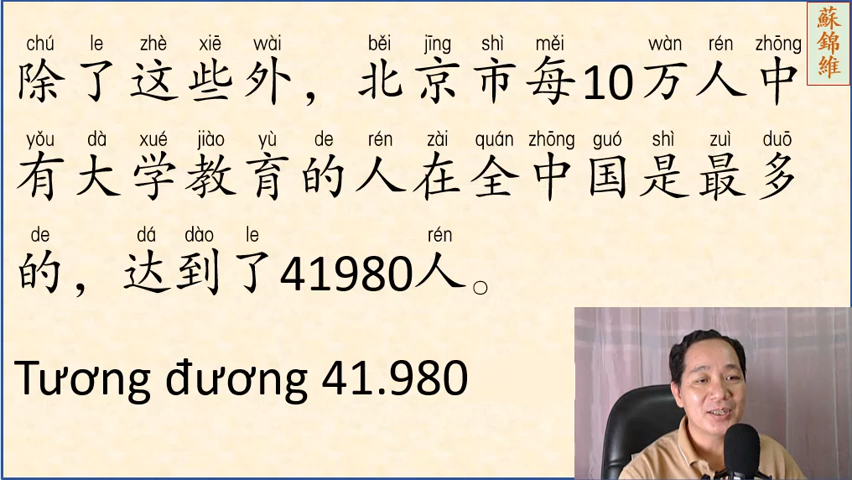 chú le zhè xiē wài běi jīng shì měi wàn rén zhōng
除了这些外，北京市每10万人中
yǒu dà xué jiào yù de rén zài quán zhōng guó shì zuì duō
有大学教育的人在全中国是最多
de dá dào le rén
的，达到了41980人。
Tương đương 41.980
蘇錦維